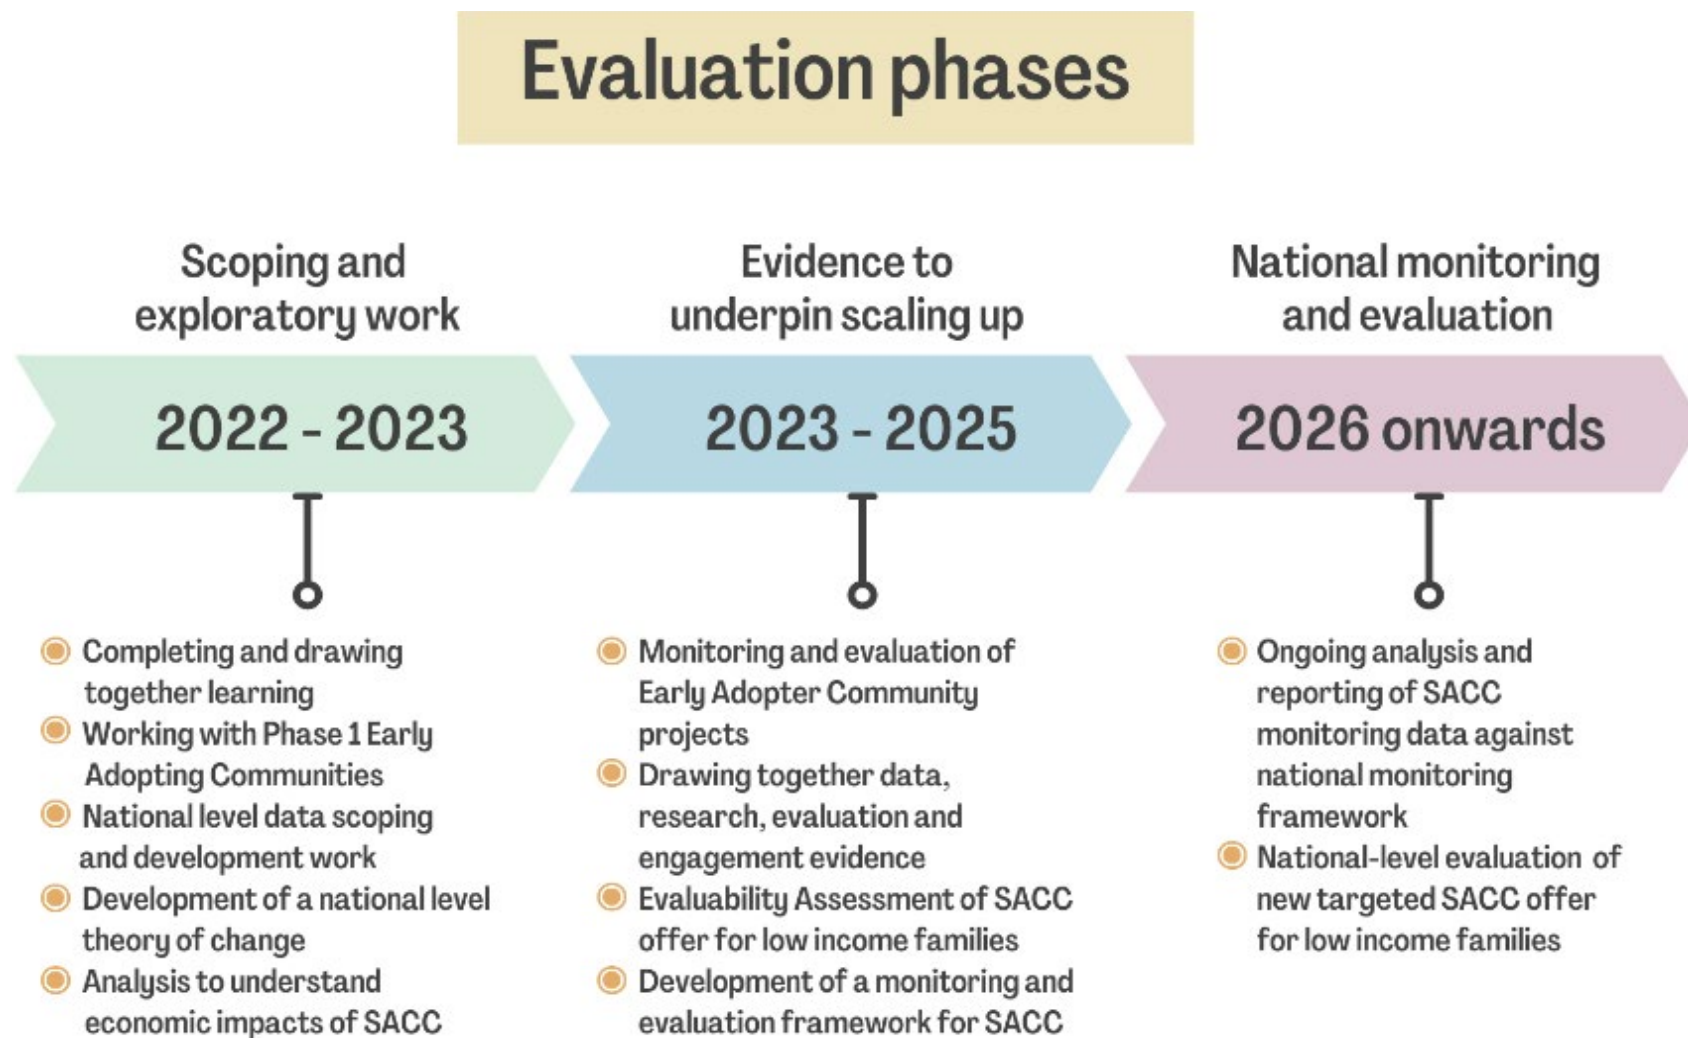 Evaluation phases
Scoping and
exploratory work
2022 - 2023
Completing and drawing
together learning
Working with Phase 1 Early
Adopting Communities
National level data scoping
and development work
Development of a national level
theory of change
Analysis to understand
economic impacts of SACC
Evidence to
underpin scaling up
2023 - 2025
Monitoring and evaluation of
Early Adopter Community
projects
Drawing together data,
research, evaluation and
engagement evidence
Evaluability Assessment of SACC
offer for low income families
Development of a monitoring and
evaluation framework for SACC
National monitoring
and evaluation
2026 onwards
Ongoing analysis and
reporting of SACC
monitoring data against
national monitoring
framework
National-level evaluation of
new targeted SACC offer
for low income families